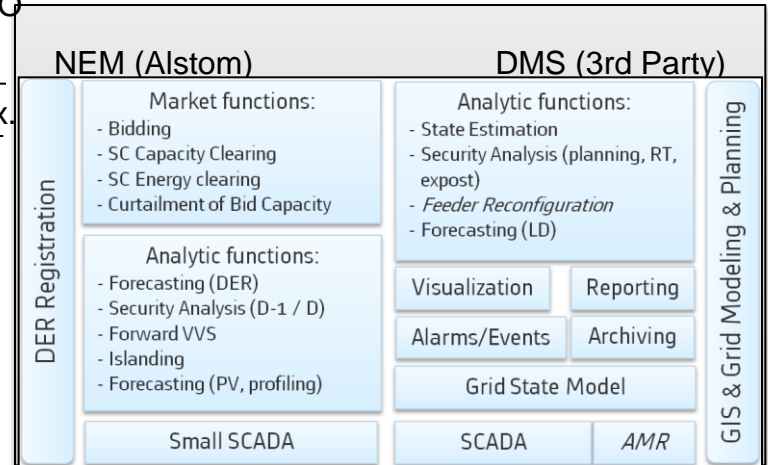 NEM (Alstom)
DMS (3rd Party)
DER Registration
Market functions:
- Bidding
- SC Capacity Clearing
- SC Energy clearing
- Curtailment of Bid Capacity
Analytic functions:
- Forecasting (DER)
- Security Analysis (D-1 / D)
- Forward VVS
- Islanding
- Forecasting (PV, profiling)
Small SCADA
Analytic functions:
- State Estimation
- Security Analysis (planning, RT,
expost)
- Feeder Reconfiguration
- Forecasting (LD)
Visualization
Reporting
Alarms/Events
Archiving
Grid State Model
SCADA
AMR
GIS & Grid Modeling & Planning